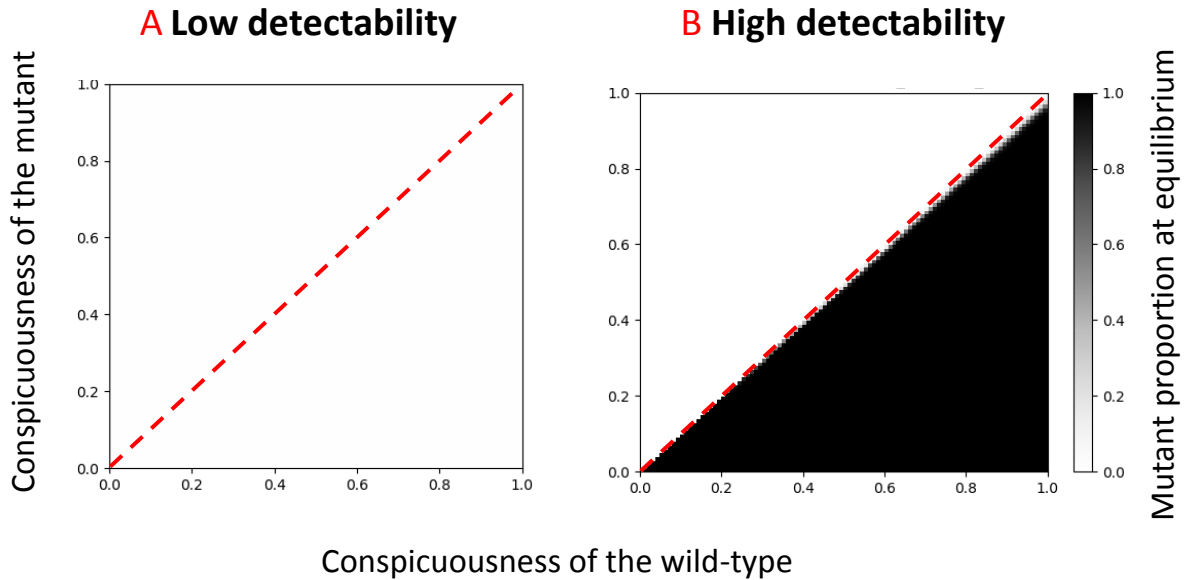 A Low detectability
B High detectability
Conspicuousness of the mutant
1.0
0.8
0.6
0.4
0.2
0.0
0.0 0.2 0.4 0.6 0.8 1.0
1.0
0.8
0.6
0.4
0.2
0.0
0.0 0.2 0.4 0.6 0.8 1.0
1.0
0.8
0.6
0.4
0.2
0.0
Mutant proportion at equilibrium
Conspicuousness of the wild-type